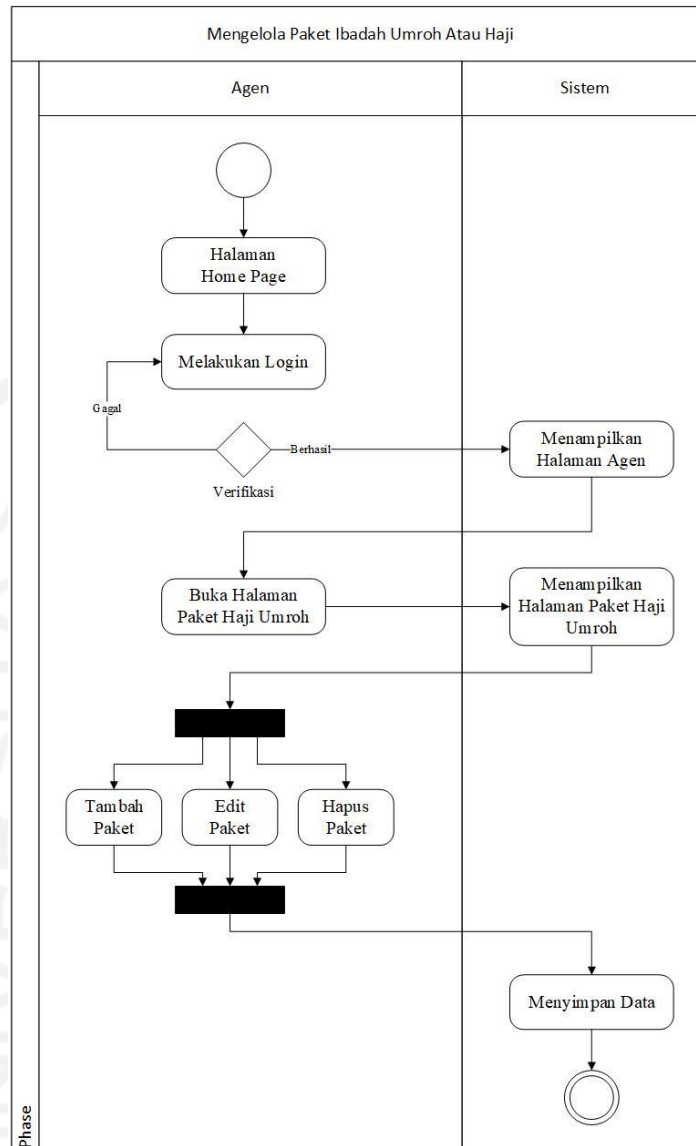 Mengelola Paket Ibadah Umroh Atau Haji
Agen
Sistem
Halaman
Home Page
Melakukan Login
Gagal
Berhasil
Verifikasi
Menampilkan
Halaman Agen
Buka Halaman
Paket Haji Umroh
Menampilkan
Halaman Paket Haji
Umroh
Tambah
Paket
Edit
Paket
Hapus
Paket
Menyimpan Data
Phase